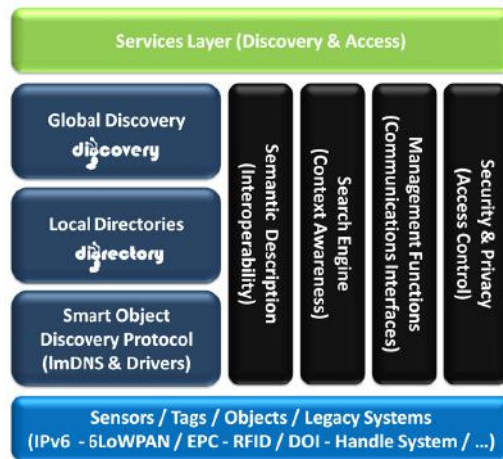 Services Layer (Discovery & Access)
Global Discovery
digcovery
Local Directories
digrectory
Smart Object
Discovery Protocol
(lmDNS & Drivers)
Semantic Description
(Interoperability)
Search Engine
(Context Awareness)
Management Functions
(Communications Interfaces)
Security & Privacy
(Access Control)
Sensors / Tags / Objects / Legacy Systems
(IPv6 - 6LoWPAN / EPC - RFID / DOI - Handle System / ...)